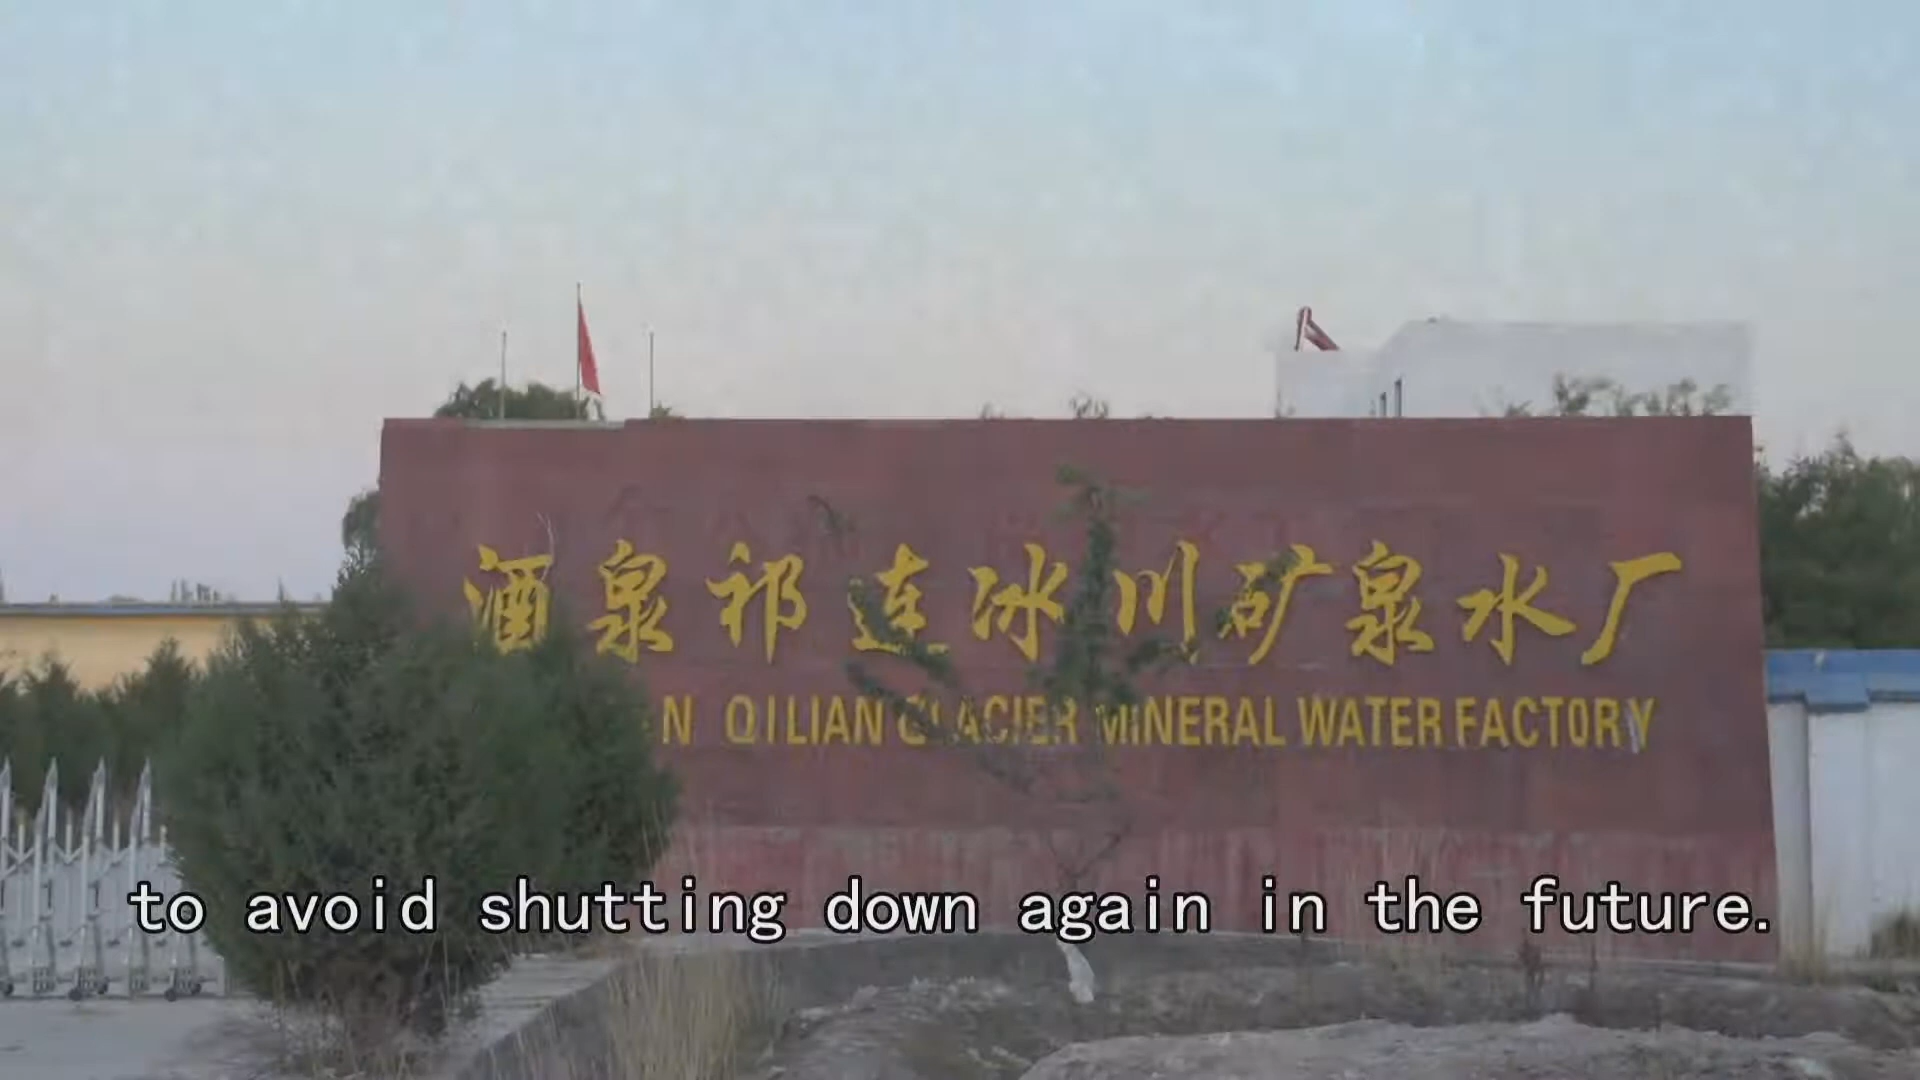 酒泉祁连冰川矿泉水厂
QILIAN GLACIER MINERAL WATER FACTORY
to avoid shutting down again in the future.